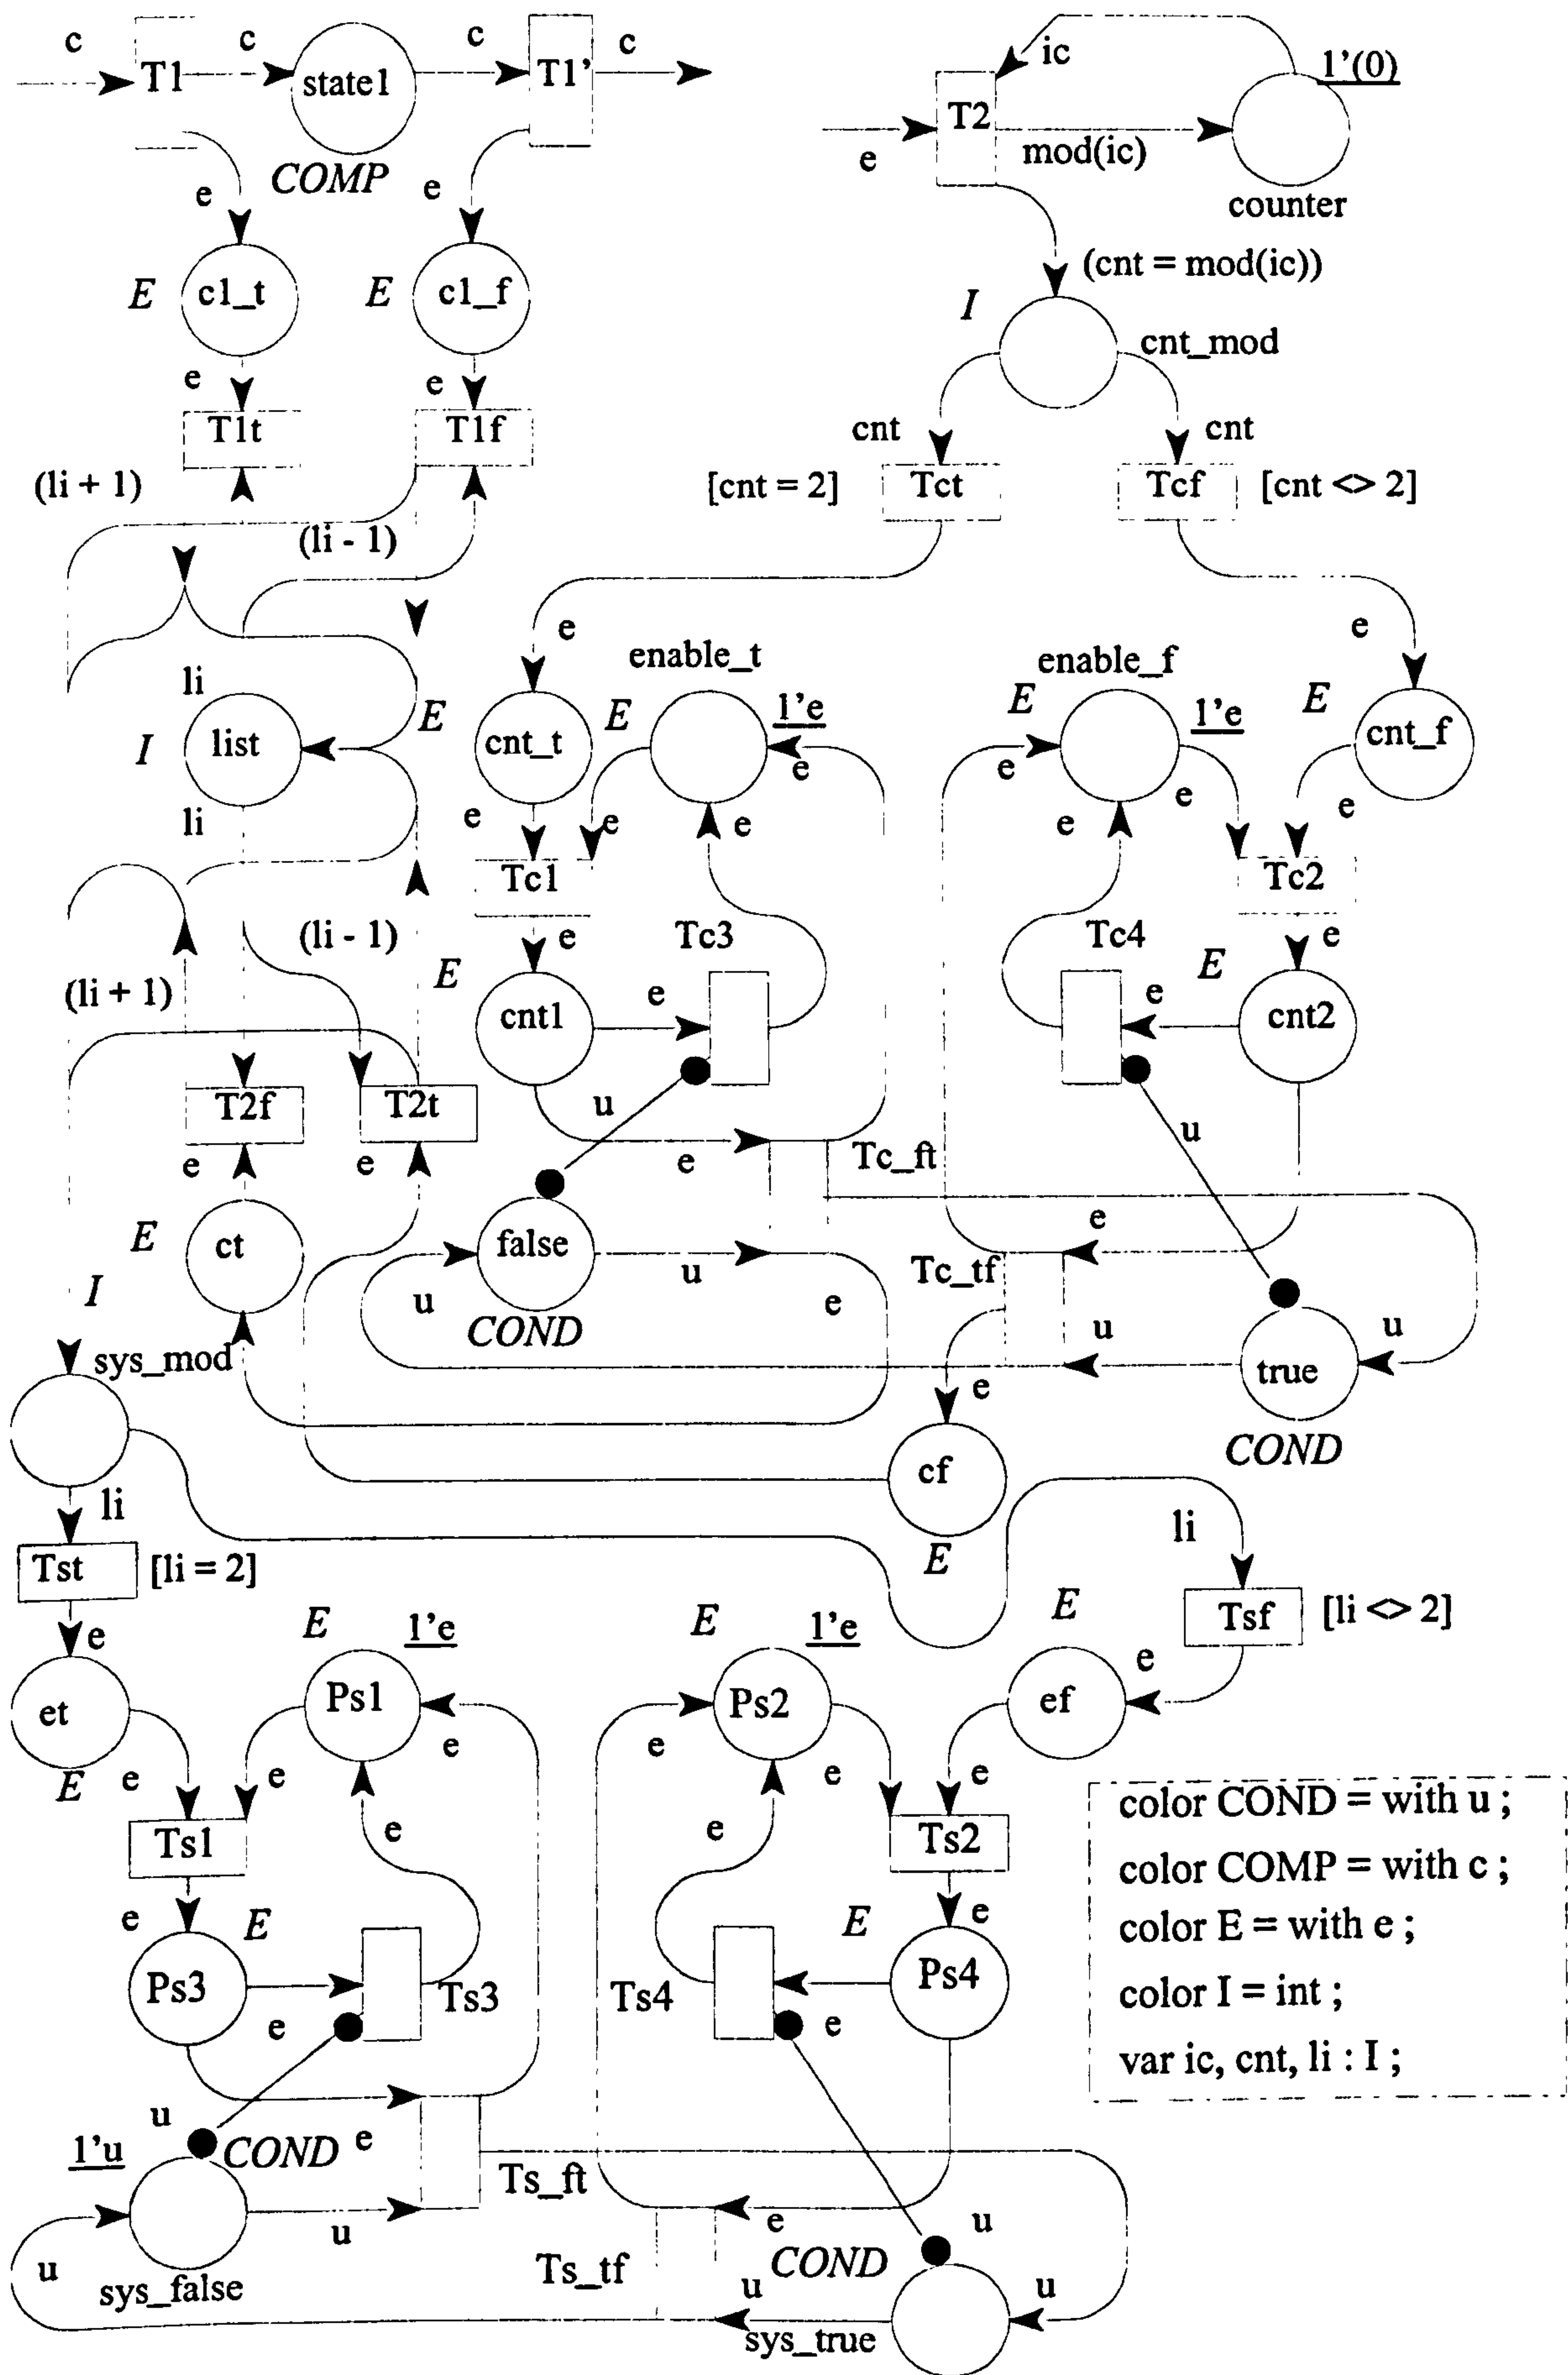 c c c c
T1 state1 T1'
ic 1'(0)
T2
e mod(ic)
COMP
counter
e e
(cnt = mod(ic))
E c1_t E c1_f
I
cnt_mod
e e
T1t T1f
cnt cnt
(li + 1)
[cnt = 2] Tct Tcf [cnt <> 2]
(li - 1)
e e
enable_t enable_f
li
E E 1'e E 1'e E
I list cnt_t cnt_f
e e e
li
e e e e e
Tc1 Tc2
(li - 1) e Tc3 Tc4 e
(li + 1) E E
e e
cnt1 cnt2
T2f T2t
u u
e e e Tc_ft
E ct false e
Tc_tf
I u u e u u
COND
sys_mod
true
e
COND
cf
li
li
Tst [li = 2]
E
E 1'e E 1'e E
Tsf [li <> 2]
e
e
et Ps1 Ps2 ef
e e
E e e e e
e e
Ts1 Ts2
color COND = with u ;
color COMP = with c ;
color E = with e ;
color I = int ;
var ic, cnt, li : I ;
e E E e
Ps3 Ts3 Ts4 Ps4
e e
u
1'u COND e
Ts_ft
u e u
u Ts_tf COND
sys_false u u
sys_true